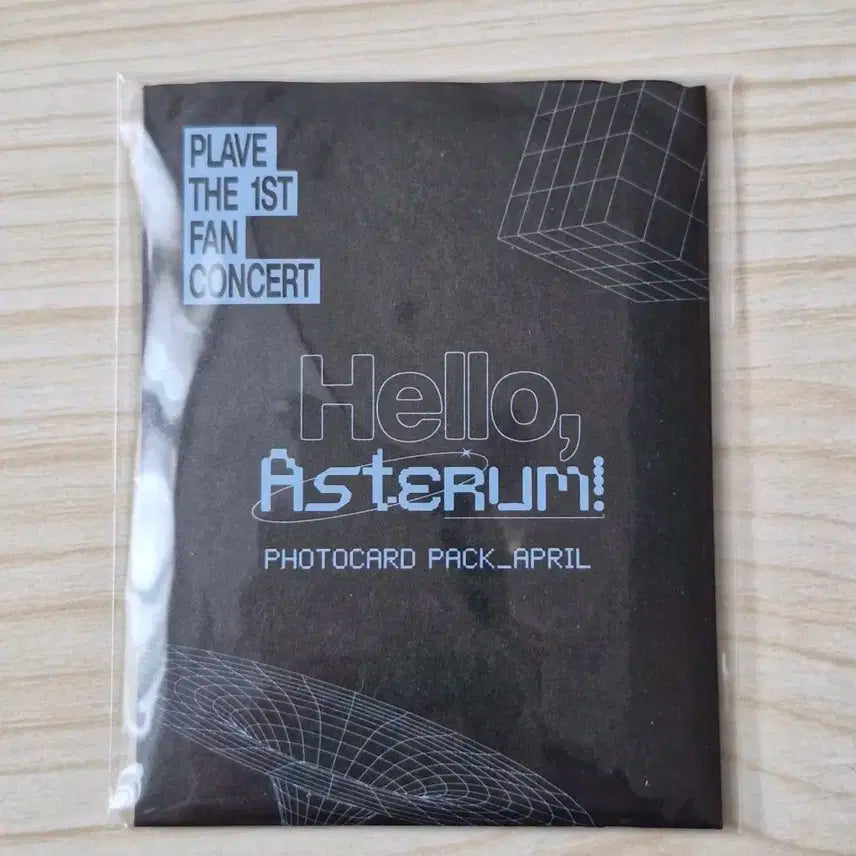 PLAVE
THE 1ST
FAN
CONCERT
Hello,
Asterum!
PHOTOCARD PACK_APRIL